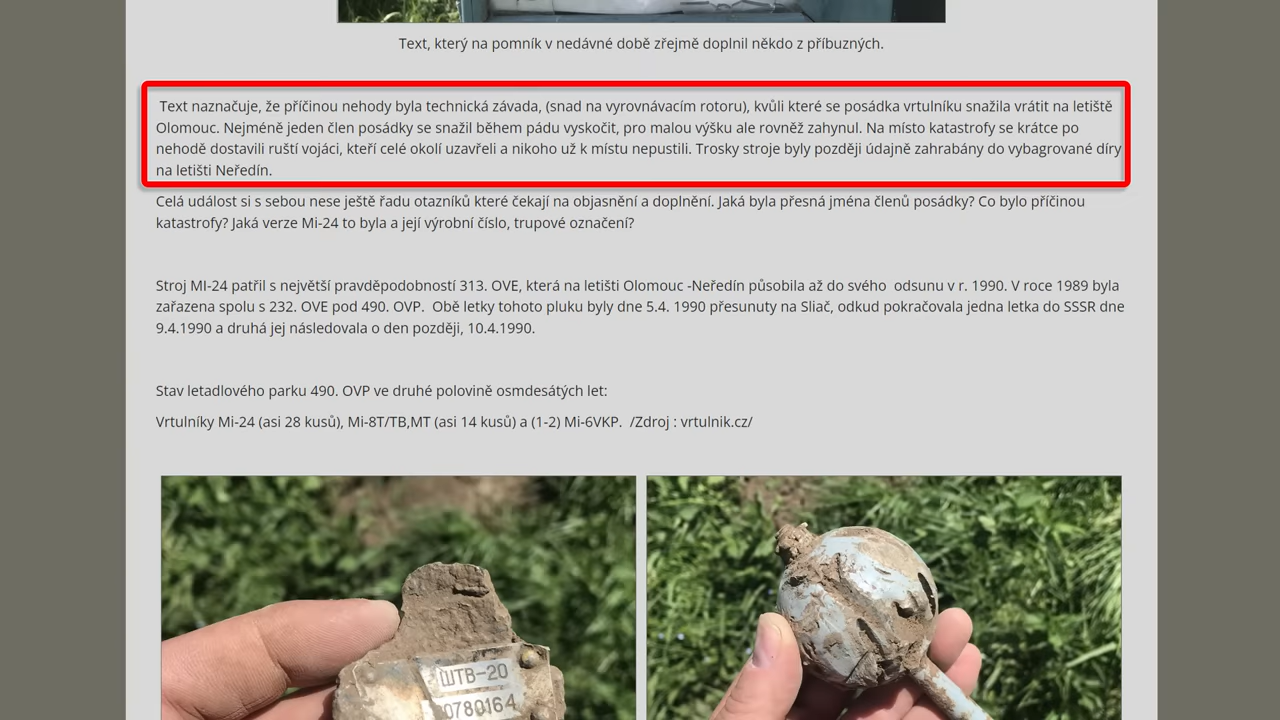 Text, který na pomník v nedávné době zřejmě doplnil někdo z příbuzných.
Text naznačuje, že příčinou nehody byla technická závada, (snad na vyrovnávacím rotoru), kvůli které se posádka vrtulníku snažila vrátit na letiště
Olomouc. Nejméně jeden člen posádky se snažil během pádu vyskočit, pro malou výšku ale rovněž zahynul. Na místo katastrofy se krátce po
nehodě dostavili ruští vojáci, kteří celé okolí uzavřeli a nikoho už k místu nepustili. Trosky stroje byly později údajně zahrabány do vybagrované díry
na letišti Neředín.
Celá událost si s sebou nese ještě řadu otazníků které čekají na objasnění a doplnění. Jaká byla přesná jména členů posádky? Co bylo příčinou
katastrofy? Jaká verze Mi-24 to byla a její výrobní číslo, trupové označení?
Stroj MI-24 patřil s největší pravděpodobností 313. OVE, která na letišti Olomouc -Neředín působila až do svého odsunu v r. 1990. V roce 1989 byla
zařazena spolu s 232. OVE pod 490. OVP. Obě letky tohoto pluku byly dne 5.4. 1990 přesunuty na Sliač, odkud pokračovala jedna letka do SSSR dne
9.4.1990 a druhá jej následovala o den později, 10.4.1990.
Stav letadlového parku 490. OVP ve druhé polovině osmdesátých let:
Vrtulníky Mi-24 (asi 28 kusů), Mi-8T/TB,MT (asi 14 kusů) a (1-2) Mi-6VKP. /Zdroj : vrtulnik.cz/
ШТВ-20
0780164